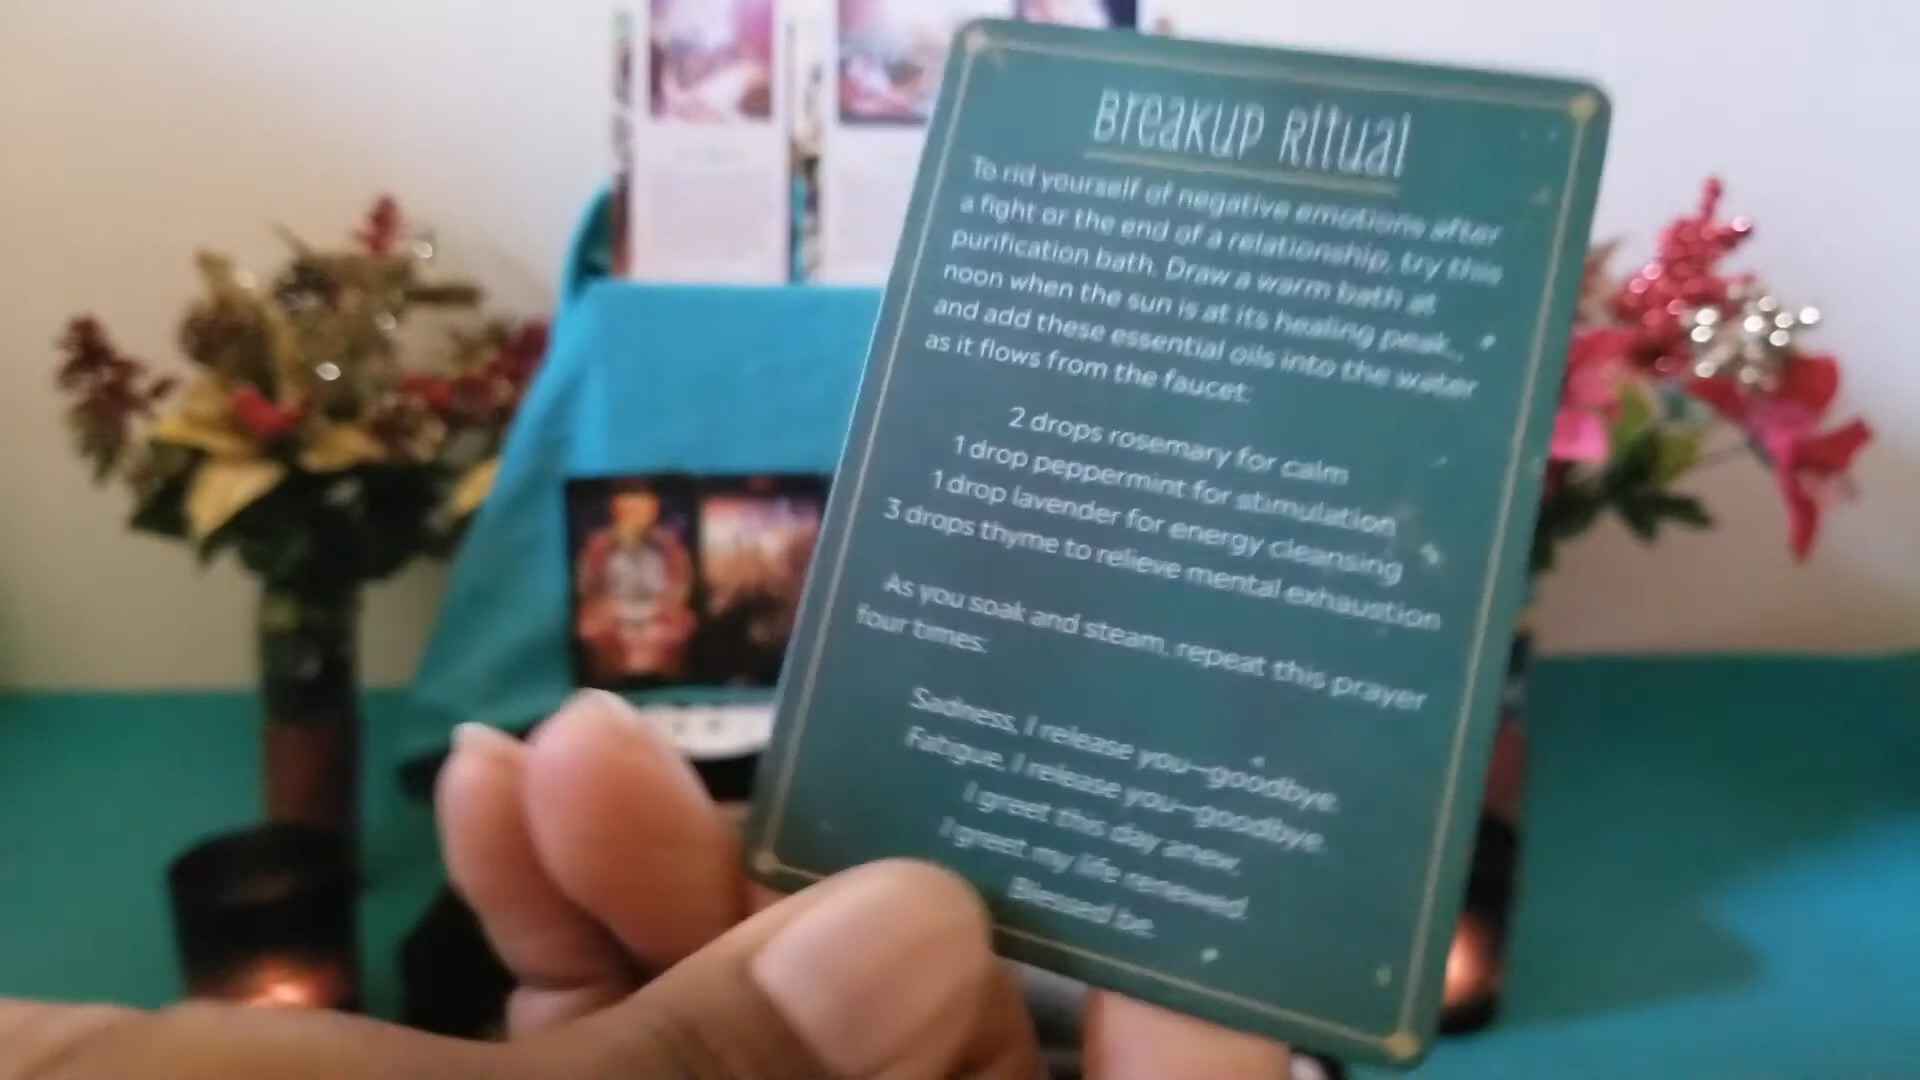 Breakup Ritual
To rid yourself of negative emotions after
a fight or the end of a relationship, try this
purification bath. Draw a warm bath at
noon when the sun is at its healing peak,
and add these essential oils into the water
as it flows from the faucet:
2 drops rosemary for calm
1 drop peppermint for stimulation
1 drop lavender for energy cleansing
3 drops thyme to relieve mental exhaustion
As you soak and steam, repeat this prayer
four times:
Sadness, I release you—goodbye.
Fatigue, I release you—goodbye.
I greet this day anew,
I greet my life renewed.
Blessed be.